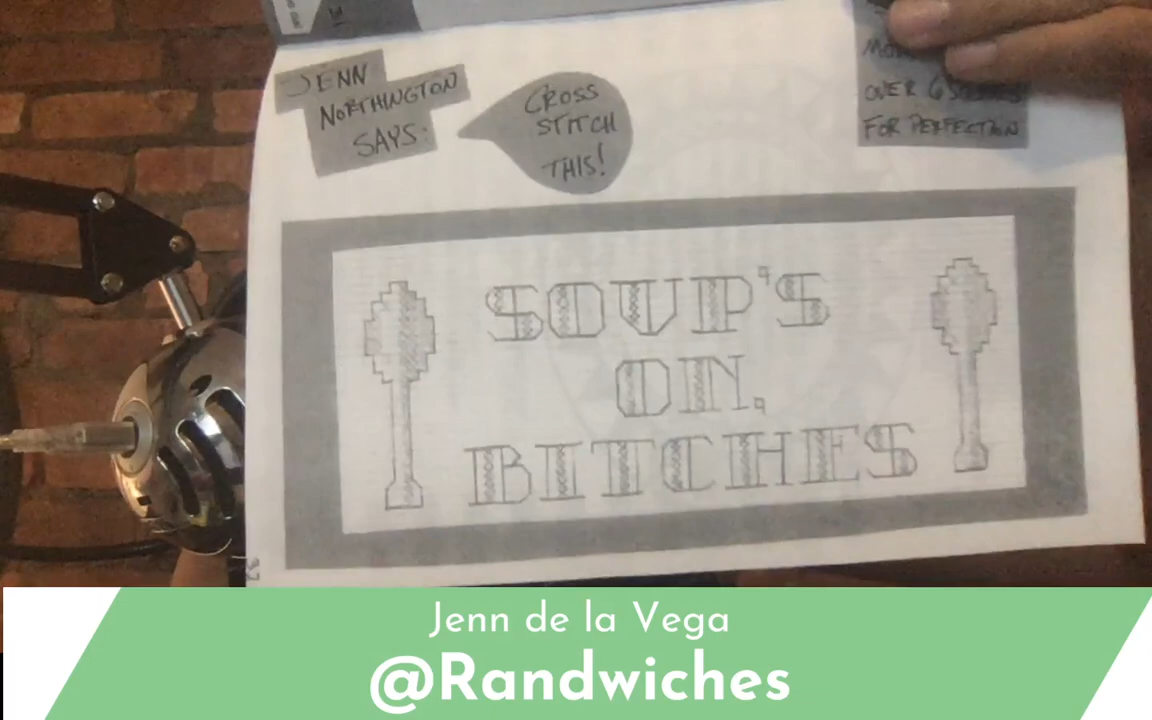 JENN
NORTHINGTON
SAYS:
CROSS
STITCH
THIS!
OVER 6
FOR PERFECTION
SOUP'S
ON,
BITCHES
Jenn de la Vega
@Randwiches